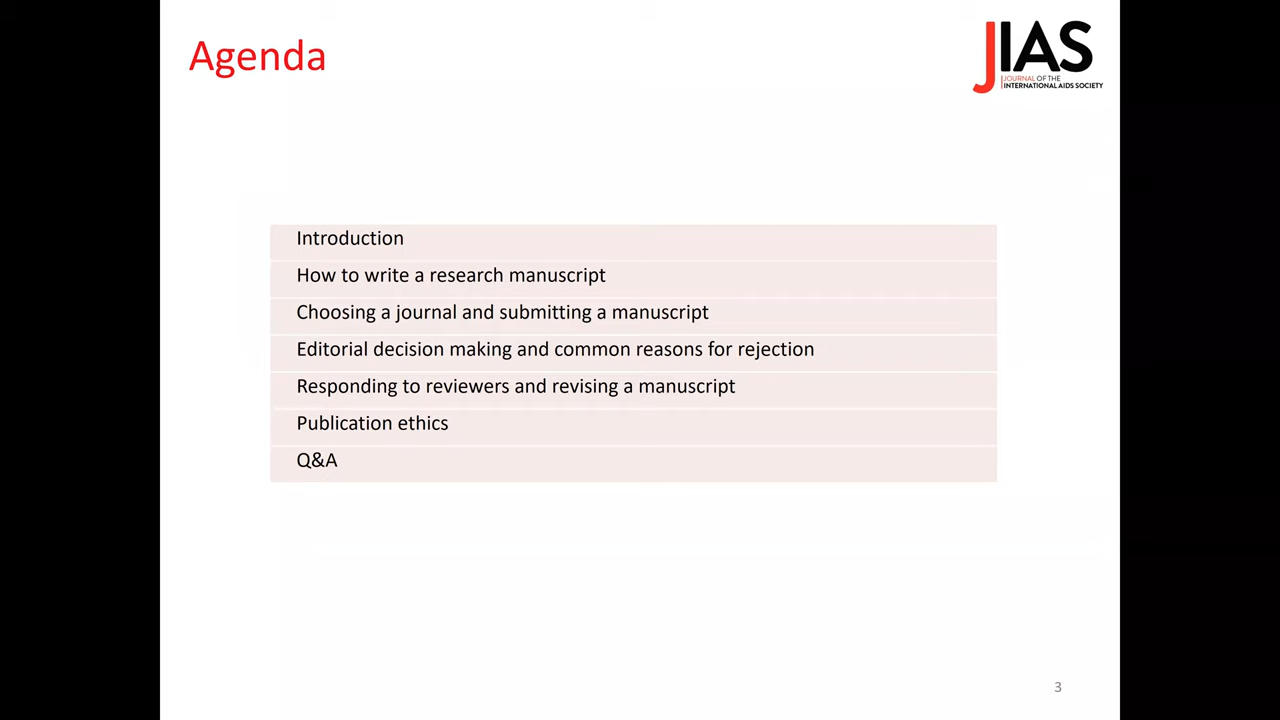 Agenda
JIAS
JOURNAL OF THE
INTERNATIONAL AIDS SOCIETY
Introduction
How to write a research manuscript
Choosing a journal and submitting a manuscript
Editorial decision making and common reasons for rejection
Responding to reviewers and revising a manuscript
Publication ethics
Q&A
3